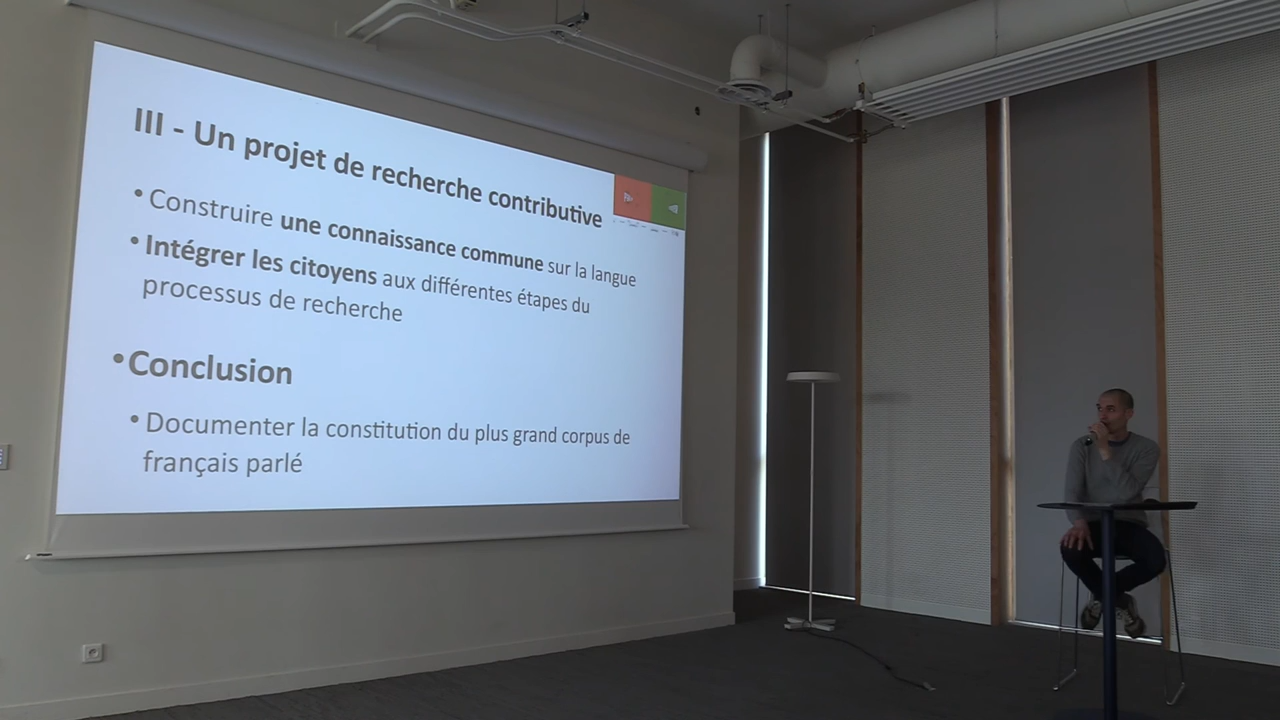 III - Un projet de recherche contributive
• Construire une connaissance commune sur la langue
• Intégrer les citoyens aux différentes étapes du
processus de recherche
• Conclusion
• Documenter la constitution du plus grand corpus de
français parlé